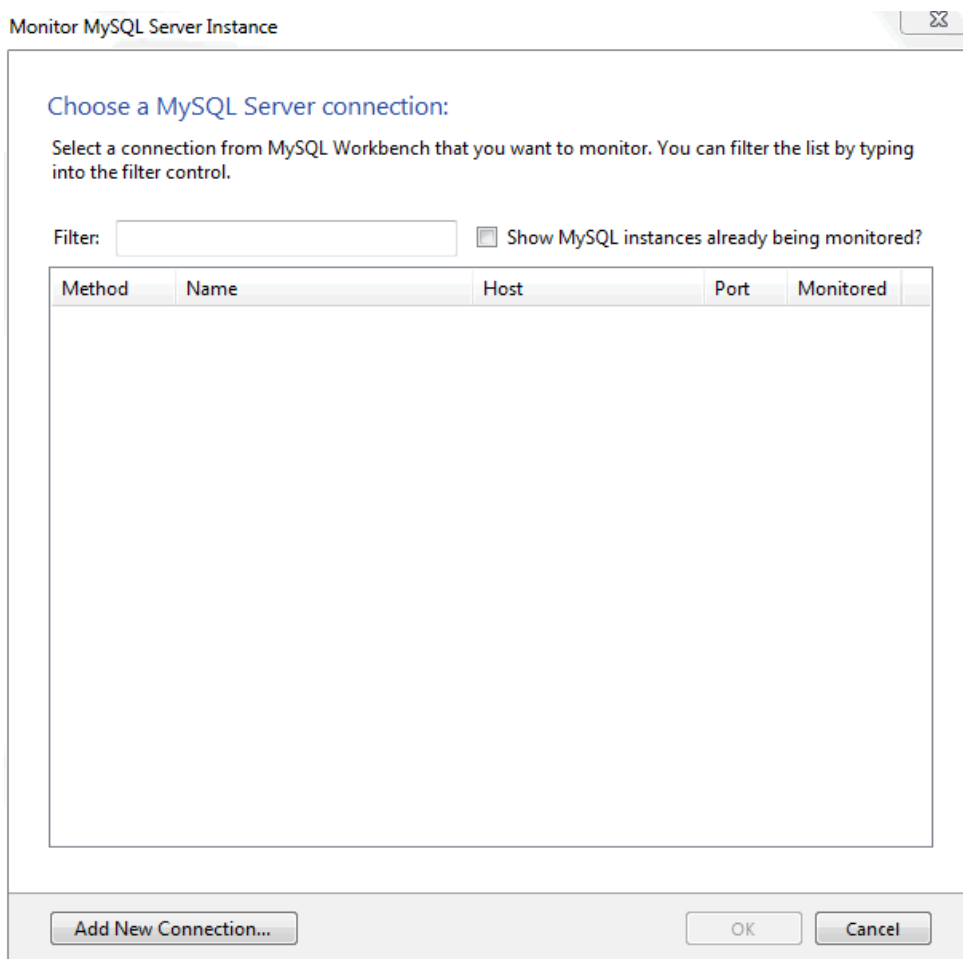 Monitor MySQL Server Instance
Choose a MySQL Server connection:
Select a connection from MySQL Workbench that you want to monitor. You can filter the list by typing
into the filter control.
Filter: Show MySQL instances already being monitored?
Method Name Host Port Monitored
Add New Connection... OK Cancel